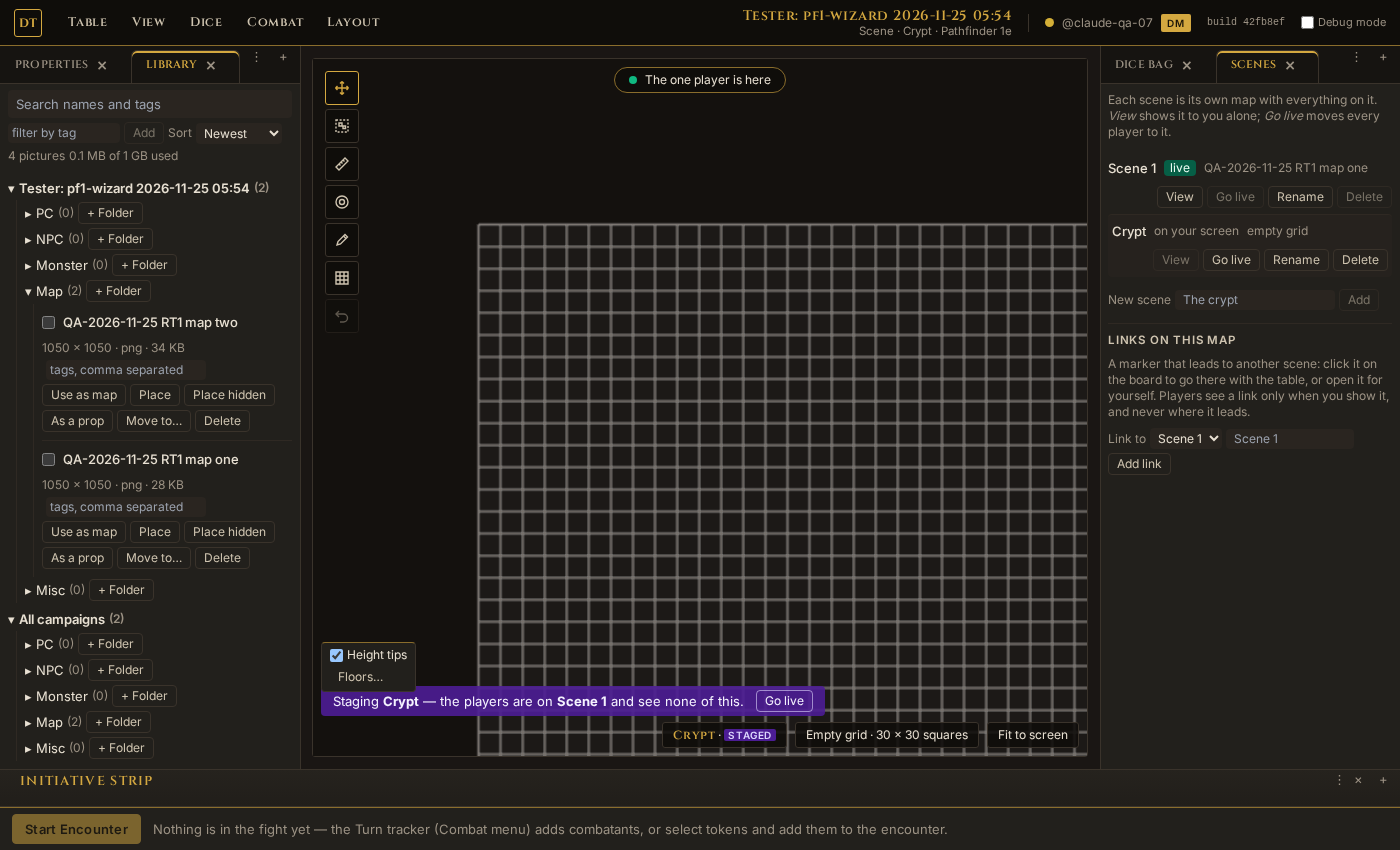 DT TABLE VIEW DICE COMBAT LAYOUT
TESTER: PF1-WIZARD 2026-11-25 05:54
Scene · Crypt · Pathfinder 1e
@claude-qa-07 DM build 42fb8ef Debug mode
PROPERTIES × LIBRARY × ⋮ +
Search names and tags
filter by tag Add Sort Newest
4 pictures 0.1 MB of 1 GB used
▾ Tester: pf1-wizard 2026-11-25 05:54 (2)
▸ PC (0) + Folder
▸ NPC (0) + Folder
▸ Monster (0) + Folder
▾ Map (2) + Folder
QA-2026-11-25 RT1 map two
1050 × 1050 · png · 34 KB
tags, comma separated
Use as map Place Place hidden
As a prop Move to... Delete
QA-2026-11-25 RT1 map one
1050 × 1050 · png · 28 KB
tags, comma separated
Use as map Place Place hidden
As a prop Move to... Delete
▸ Misc (0) + Folder
▾ All campaigns (2)
▸ PC (0) + Folder
▸ NPC (0) + Folder
▸ Monster (0) + Folder
▸ Map (2) + Folder
▸ Misc (0) + Folder
The one player is here
Height tips
Floors...
Staging Crypt — the players are on Scene 1 and see none of this. Go live
CRYPT · STAGED Empty grid · 30 × 30 squares Fit to screen
DICE BAG × SCENES × ⋮ +
Each scene is its own map with everything on it.
View shows it to you alone; Go live moves every
player to it.
Scene 1 live QA-2026-11-25 RT1 map one
View Go live Rename Delete
Crypt on your screen empty grid
View Go live Rename Delete
New scene The crypt Add
LINKS ON THIS MAP
A marker that leads to another scene: click it on
the board to go there with the table, or open it for
yourself. Players see a link only when you show it,
and never where it leads.
Link to Scene 1 Scene 1
Add link
INITIATIVE STRIP ⋮ × +
Start Encounter Nothing is in the fight yet — the Turn tracker (Combat menu) adds combatants, or select tokens and add them to the encounter.